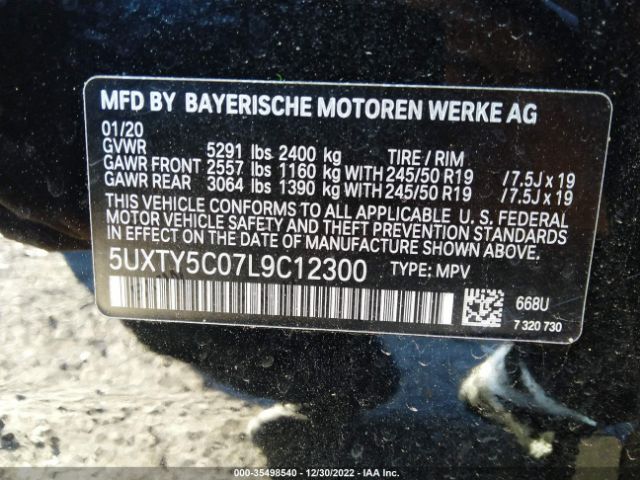 MFD BY BAYERISCHE MOTOREN WERKE AG
01/20
GVWR 5291 lbs 2400 kg TIRE / RIM
GAWR FRONT 2557 lbs 1160 kg WITH 245/50 R19 /7.5J x 19
GAWR REAR 3064 lbs 1390 kg WITH 245/50 R19 /7.5J x 19
THIS VEHICLE CONFORMS TO ALL APPLICABLE U. S. FEDERAL
MOTOR VEHICLE SAFETY, BUMPER, AND THEFT PREVENTION STANDARDS
IN EFFECT ON THE DATE OF MANUFACTURE SHOWN ABOVE.
5UXTY5C07L9C12300 TYPE: MPV
668U
7 320 730
000-35498540 - 12/30/2022 - IAA Inc.